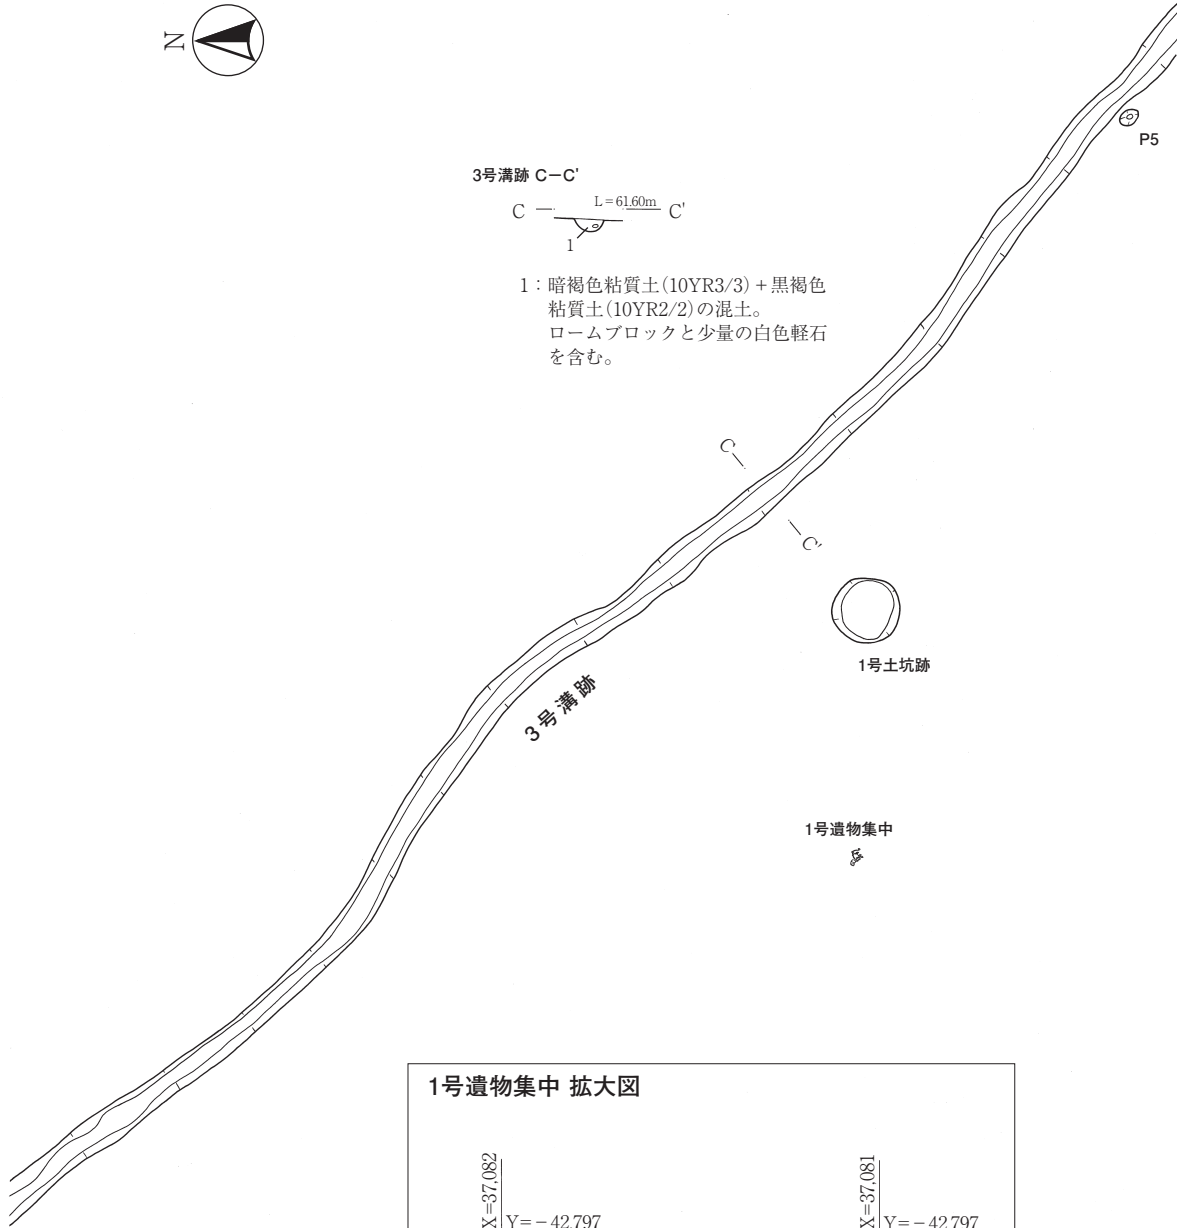 N
P5
3号溝跡 C－C'
C
L=61.60m
C'
1
1：暗褐色粘質土(10YR3/3)+黒褐色
粘質土(10YR2/2)の混土。
ロームブロックと少量の白色軽石
を含む。
C
C'
1号土坑跡
3号溝跡
1号遺物集中
1号遺物集中 拡大図
X=37,082
Y=－42,797
X=37,081
Y=－42,797